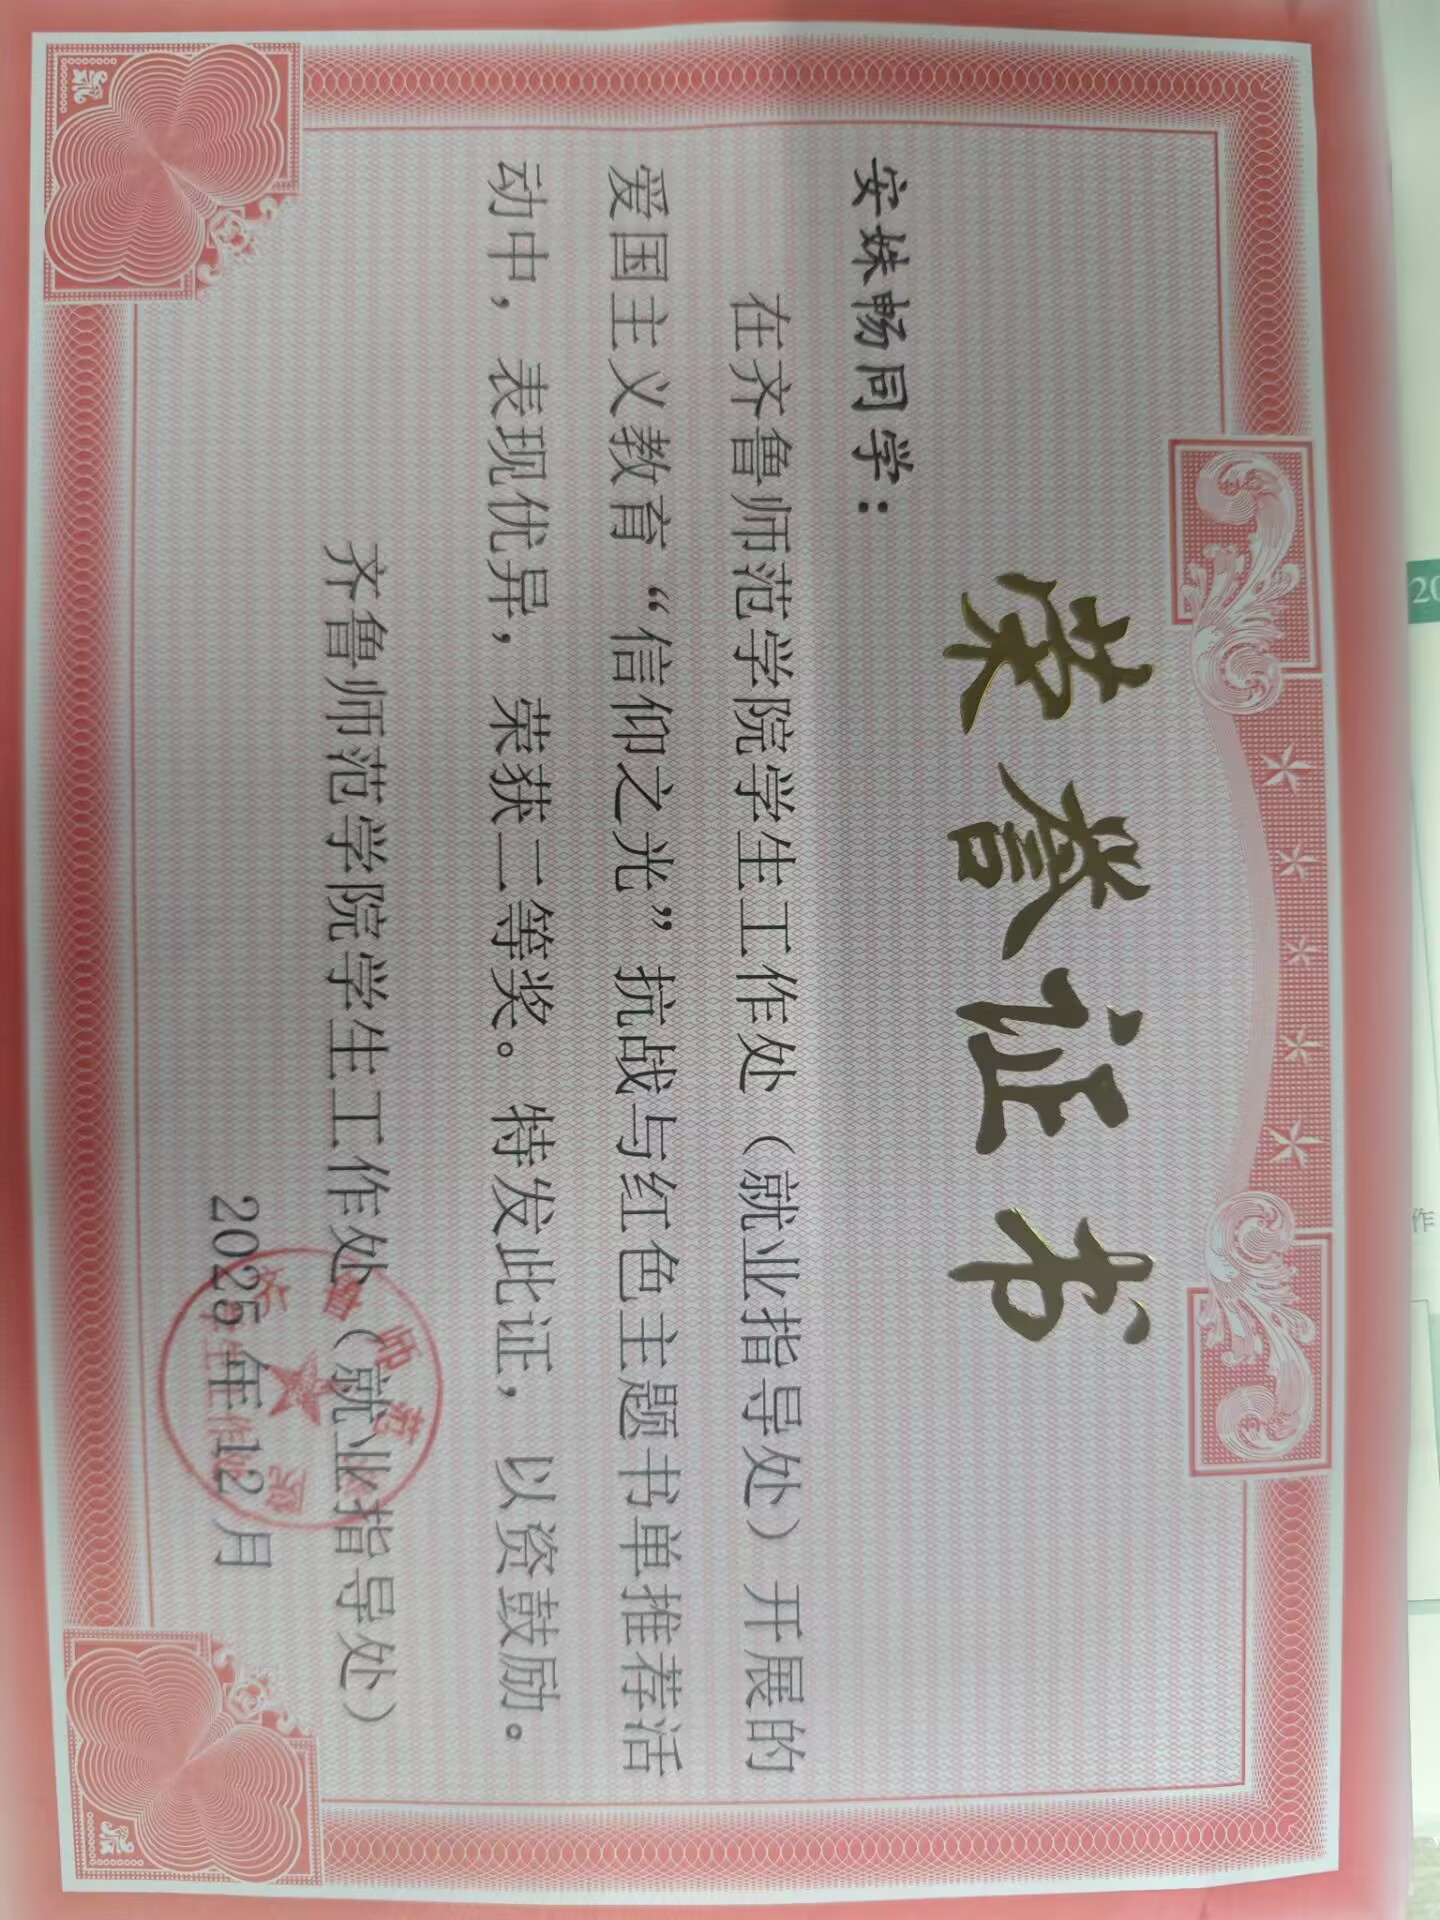 荣誉证书
安姝畅同学：
在齐鲁师范学院学生工作处（就业指导处）开展的
爱国主义教育“信仰之光”抗战与红色主题书单推荐活
动中，表现优异，荣获二等奖。特发此证，以资鼓励。
齐鲁师范学院学生工作处（就业指导处）
2025年12月
20
作